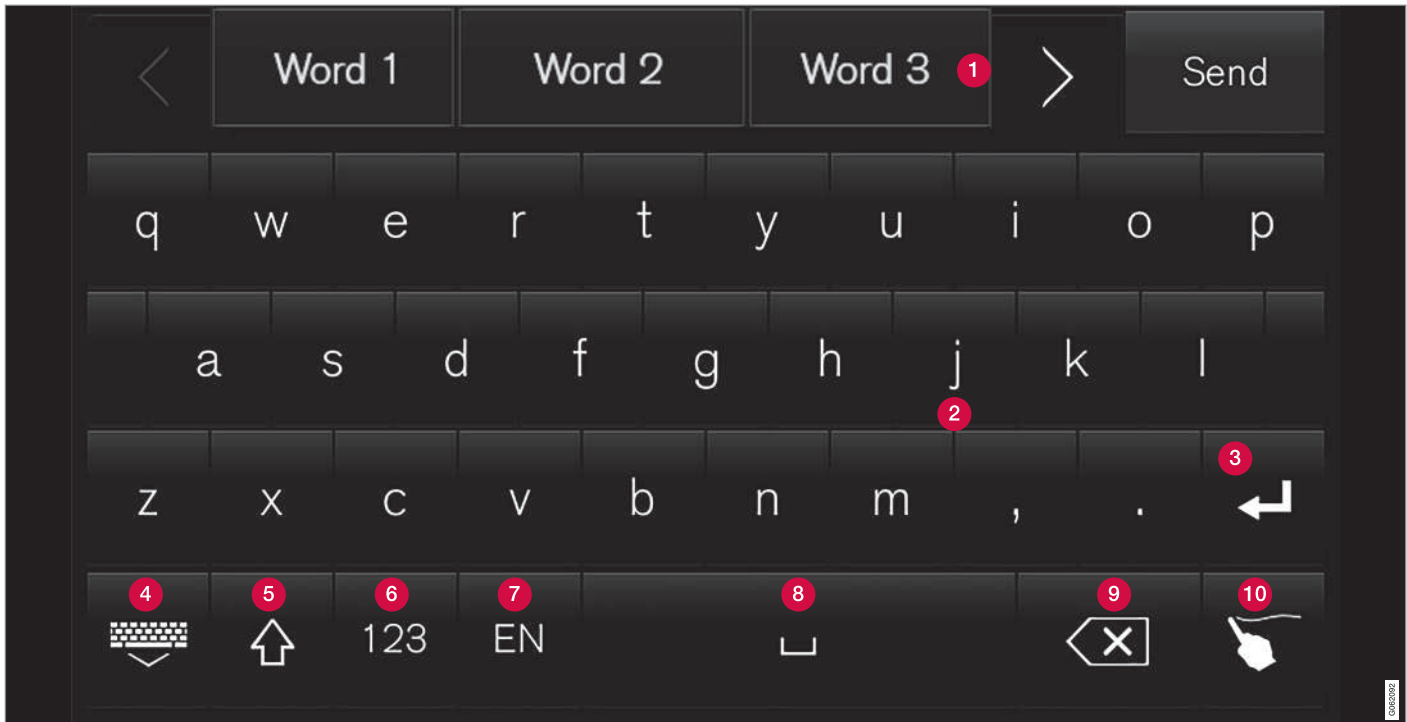 Word 1 Word 2 Word 3 1 Send
q w e r t y u i o p
a s d f g h j k l
2
3
z x c v b n m , .
4 5 6 7 8 9 10
123 EN
G062092